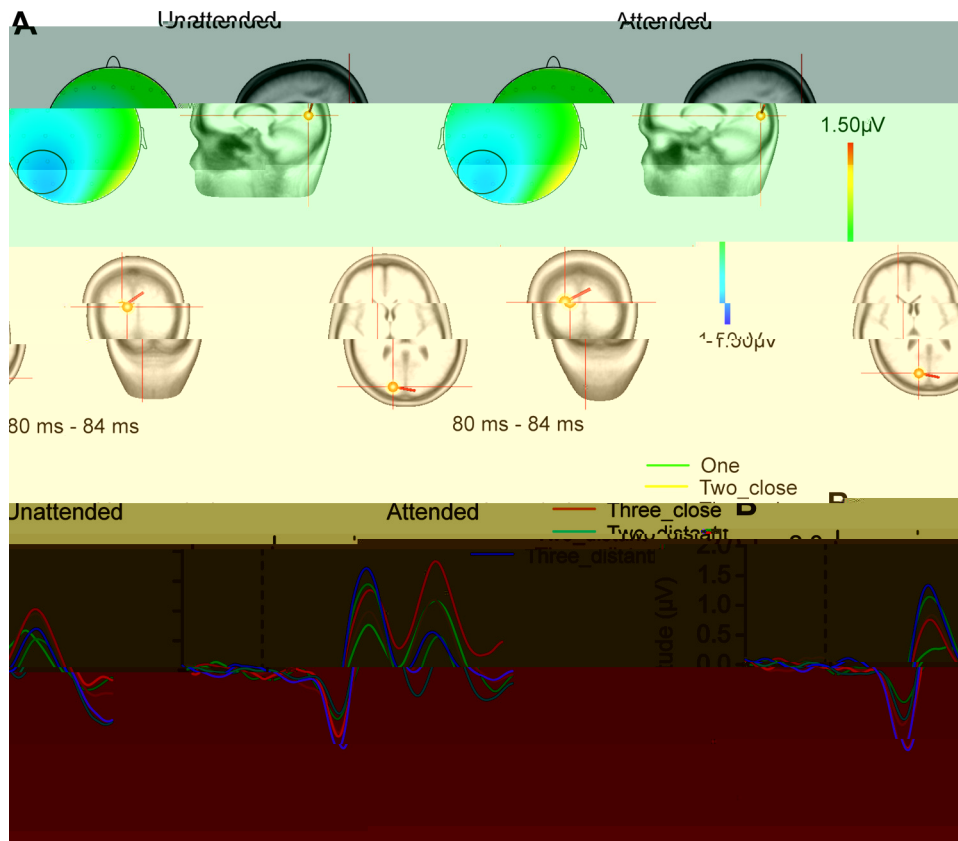 A
Unattended
Attended
1.50µV
80 ms - 84 ms
80 ms - 84 ms
One
Two_close
Unattended
Attended
Three_close
B
Three_distant
2.0
1.5
1.0
0.5
0.0
(µV)